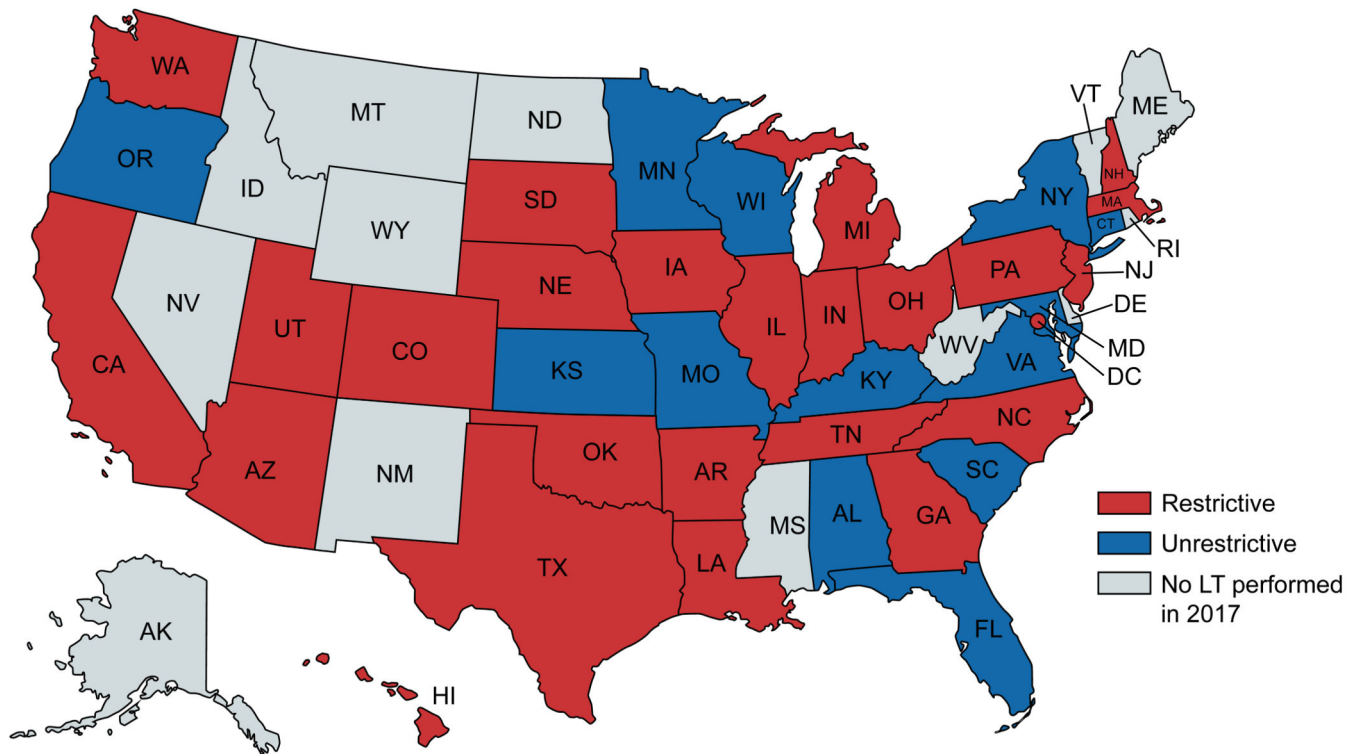 WA
MT
ND
VT
ME
OR
MN
ID
SD
WI
NY
NH
MA
CT
WY
MI
RI
IA
PA
NJ
NE
NV
OH
DE
IL
IN
UT
CO
WV
MD
CA
KS
MO
KY
VA
DC
NC
TN
OK
AZ
NM
AR
SC
MS
AL
GA
TX
LA
FL
AK
HI
Restrictive
Unrestrictive
No LT performed
in 2017